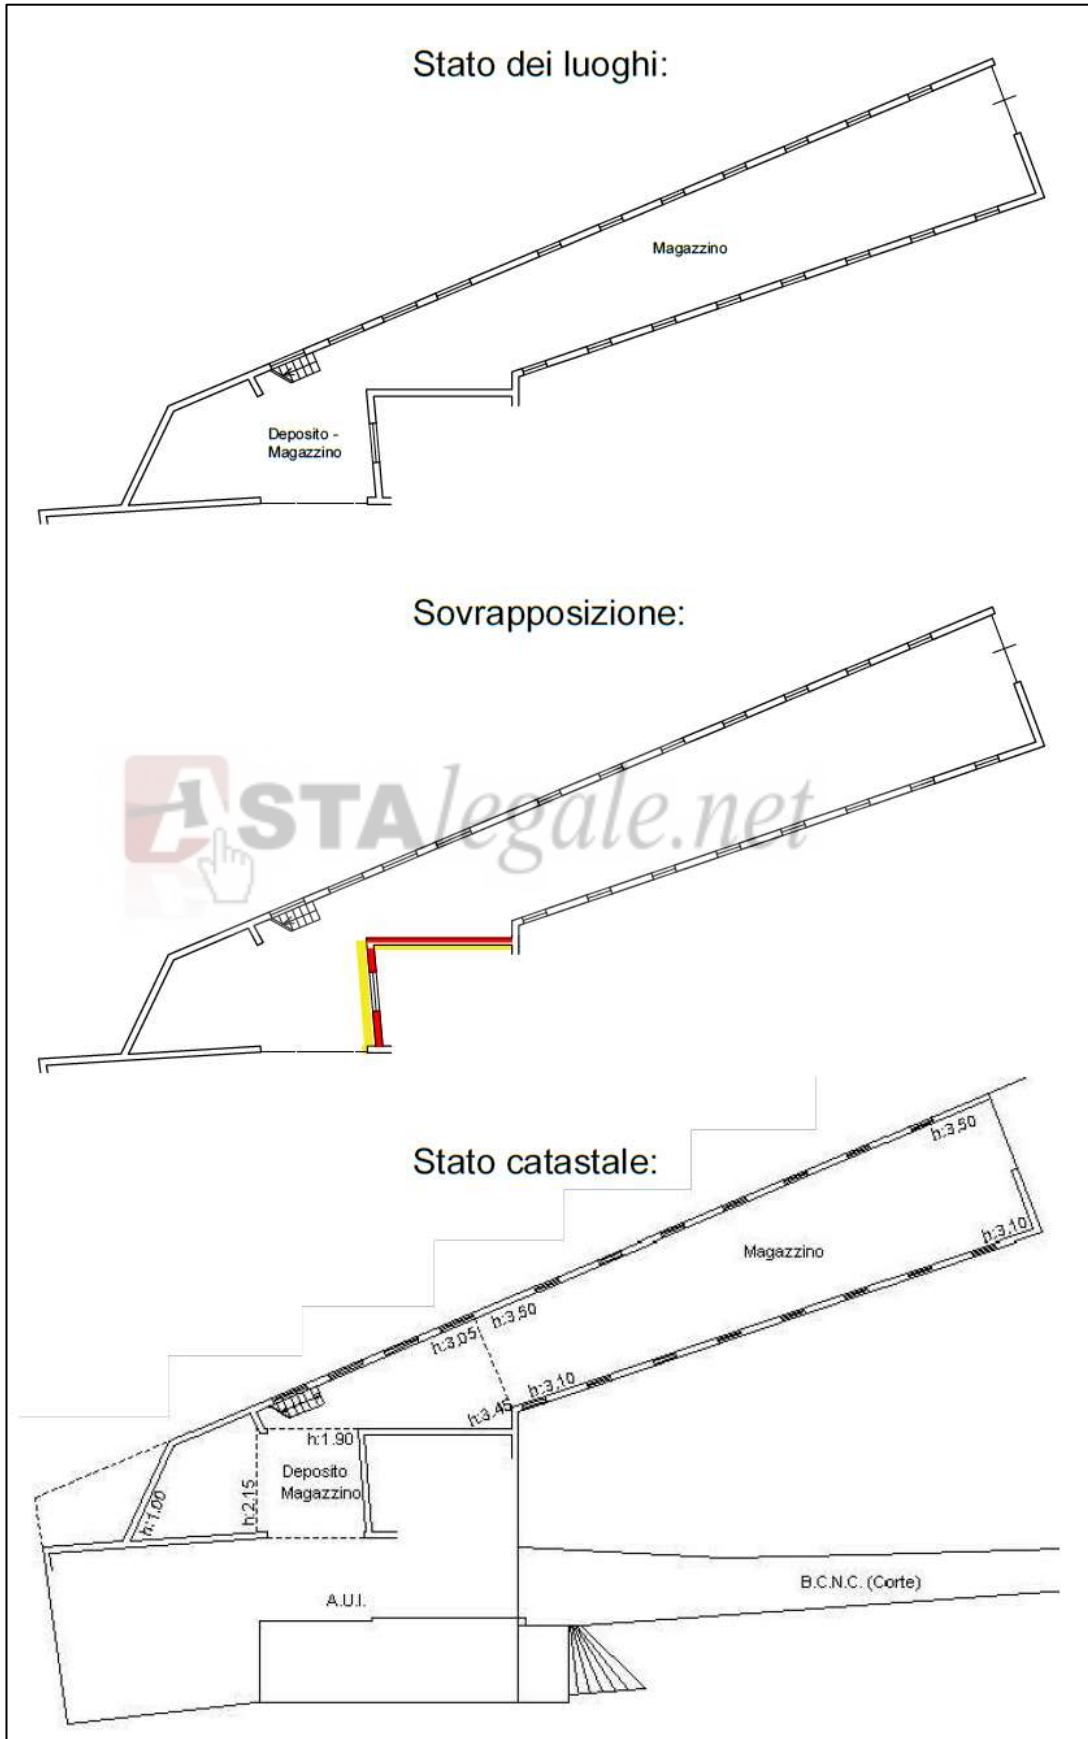 Stato dei luoghi:
Magazzino
Deposito -
Magazzino
Sovrapposizione:
ASTAlegale.net
Stato catastale:
h:3,50
h:3,10
Magazzino
h:3,50
h:3,05
h:3,10
h:3,45
h:1.90
Deposito
Magazzino
h:2,15
h:1,00
A.U.I.
B.C.N.C. (Corte)